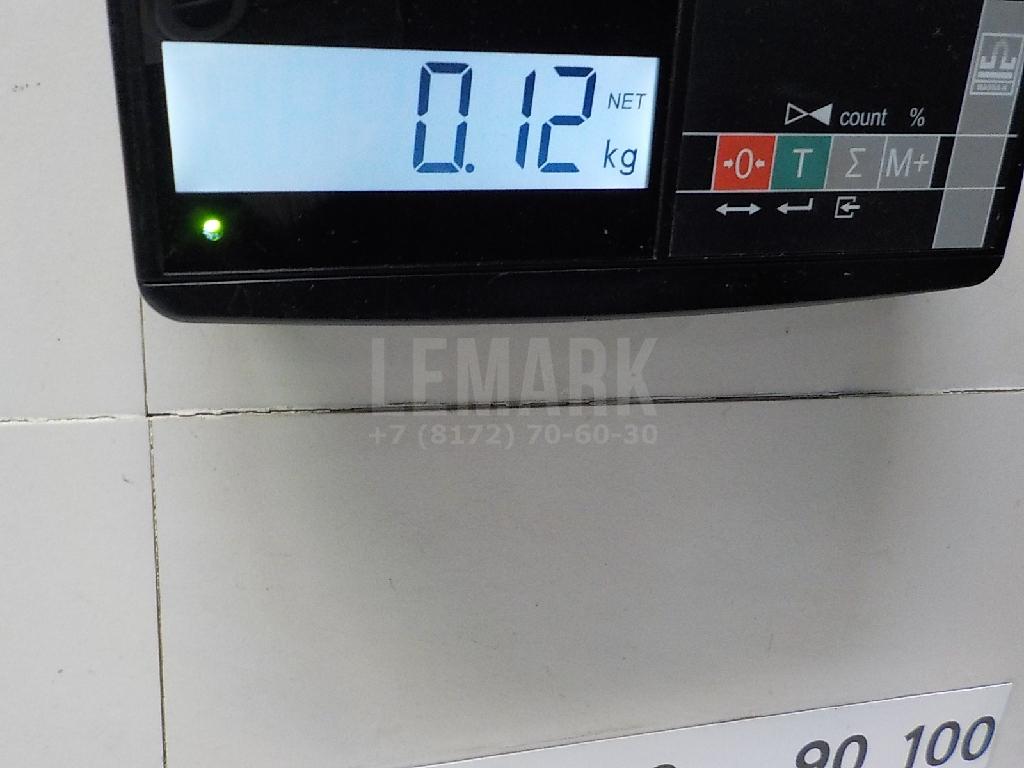 0.12
NET
kg
count %
→0← T Σ M+
LEMARK
+7 (8172) 70-60-30
90 100